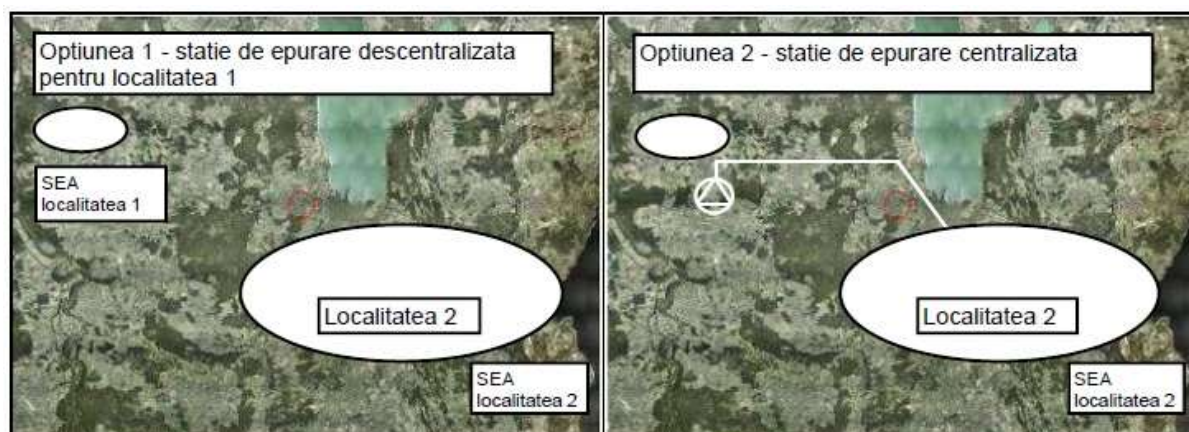 Optiunea 1 - statie de epurare descentralizata
pentru localitatea 1
SEA
localitatea 1
Localitatea 2
SEA
localitatea 2
Optiunea 2 - statie de epurare centralizata
Localitatea 2
SEA
localitatea 2